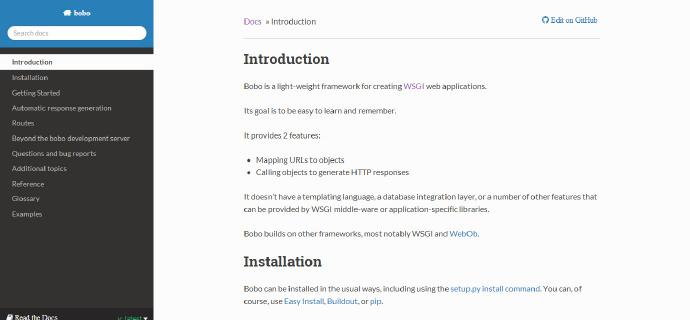 bobo
Search docs
Introduction
Installation
Getting Started
Automatic response generation
Routes
Beyond the bobo development server
Questions and bug reports
Additional topics
Reference
Glossary
Examples
Read the Docs
v: latest
Docs » Introduction
Edit on GitHub
Introduction
Bobo is a light-weight framework for creating WSGI web applications.
Its goal is to be easy to learn and remember.
It provides 2 features:
• Mapping URLs to objects
• Calling objects to generate HTTP responses
It doesn't have a templating language, a database integration layer, or a number of other features that
can be provided by WSGI middle-ware or application-specific libraries.
Bobo builds on other frameworks, most notably WSGI and WebOb.
Installation
Bobo can be installed in the usual ways, including using the setup.py install command. You can, of
course, use Easy Install, Buildout, or pip.